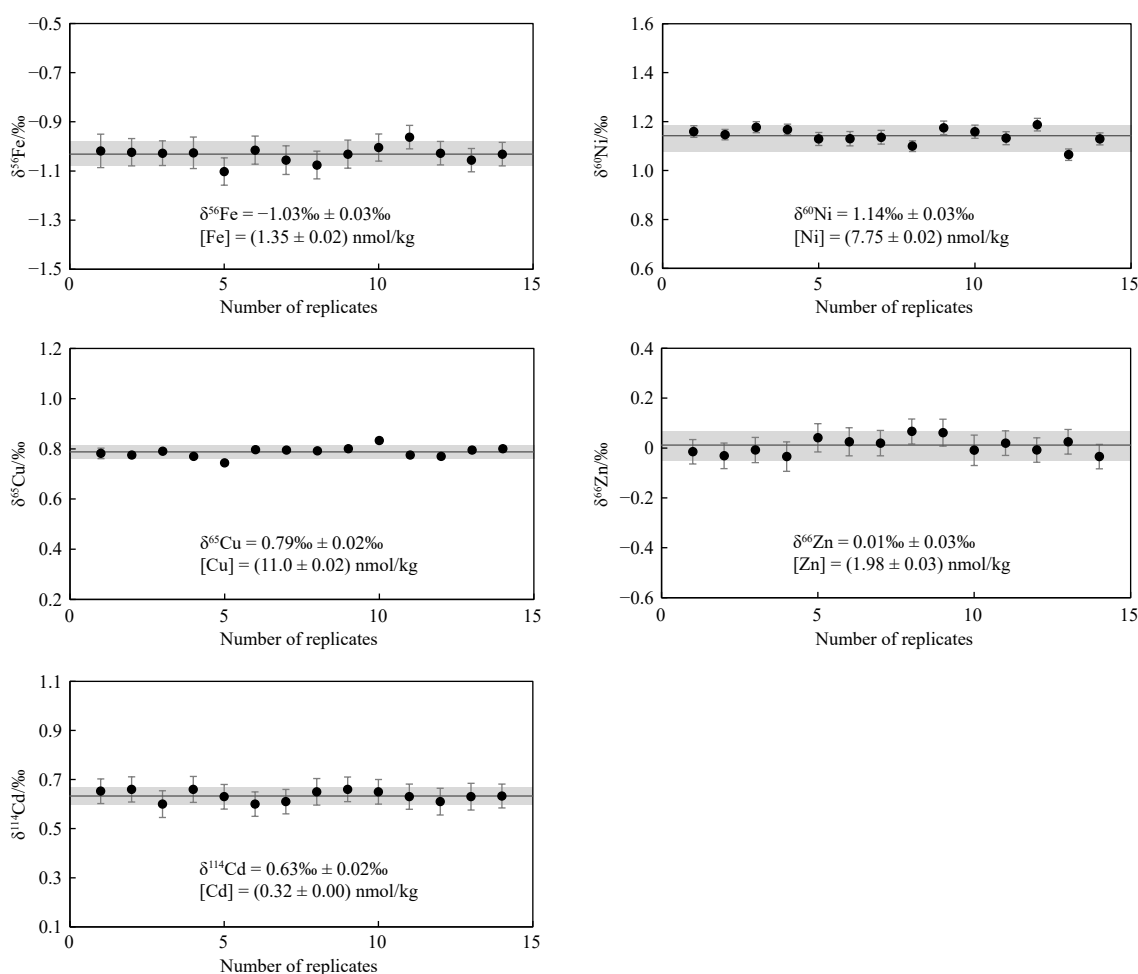 −0.5
−0.7
−0.9
−1.1
−1.3
−1.5
δ⁵⁶Fe/‰
δ⁵⁶Fe = −1.03‰ ± 0.03‰
[Fe] = (1.35 ± 0.02) nmol/kg
0 5 10 15
Number of replicates
1.6
1.4
1.2
1.0
0.8
0.6
δ⁶⁰Ni/‰
δ⁶⁰Ni = 1.14‰ ± 0.03‰
[Ni] = (7.75 ± 0.02) nmol/kg
0 5 10 15
Number of replicates
1.2
1.0
0.8
0.6
0.4
0.2
δ⁶⁵Cu/‰
δ⁶⁵Cu = 0.79‰ ± 0.02‰
[Cu] = (11.0 ± 0.02) nmol/kg
0 5 10 15
Number of replicates
0.4
0.2
0
−0.2
−0.4
−0.6
δ⁶⁶Zn/‰
δ⁶⁶Zn = 0.01‰ ± 0.03‰
[Zn] = (1.98 ± 0.03) nmol/kg
0 5 10 15
Number of replicates
1.1
0.9
0.7
0.5
0.3
0.1
δ¹¹⁴Cd/‰
δ¹¹⁴Cd = 0.63‰ ± 0.02‰
[Cd] = (0.32 ± 0.00) nmol/kg
0 5 10 15
Number of replicates